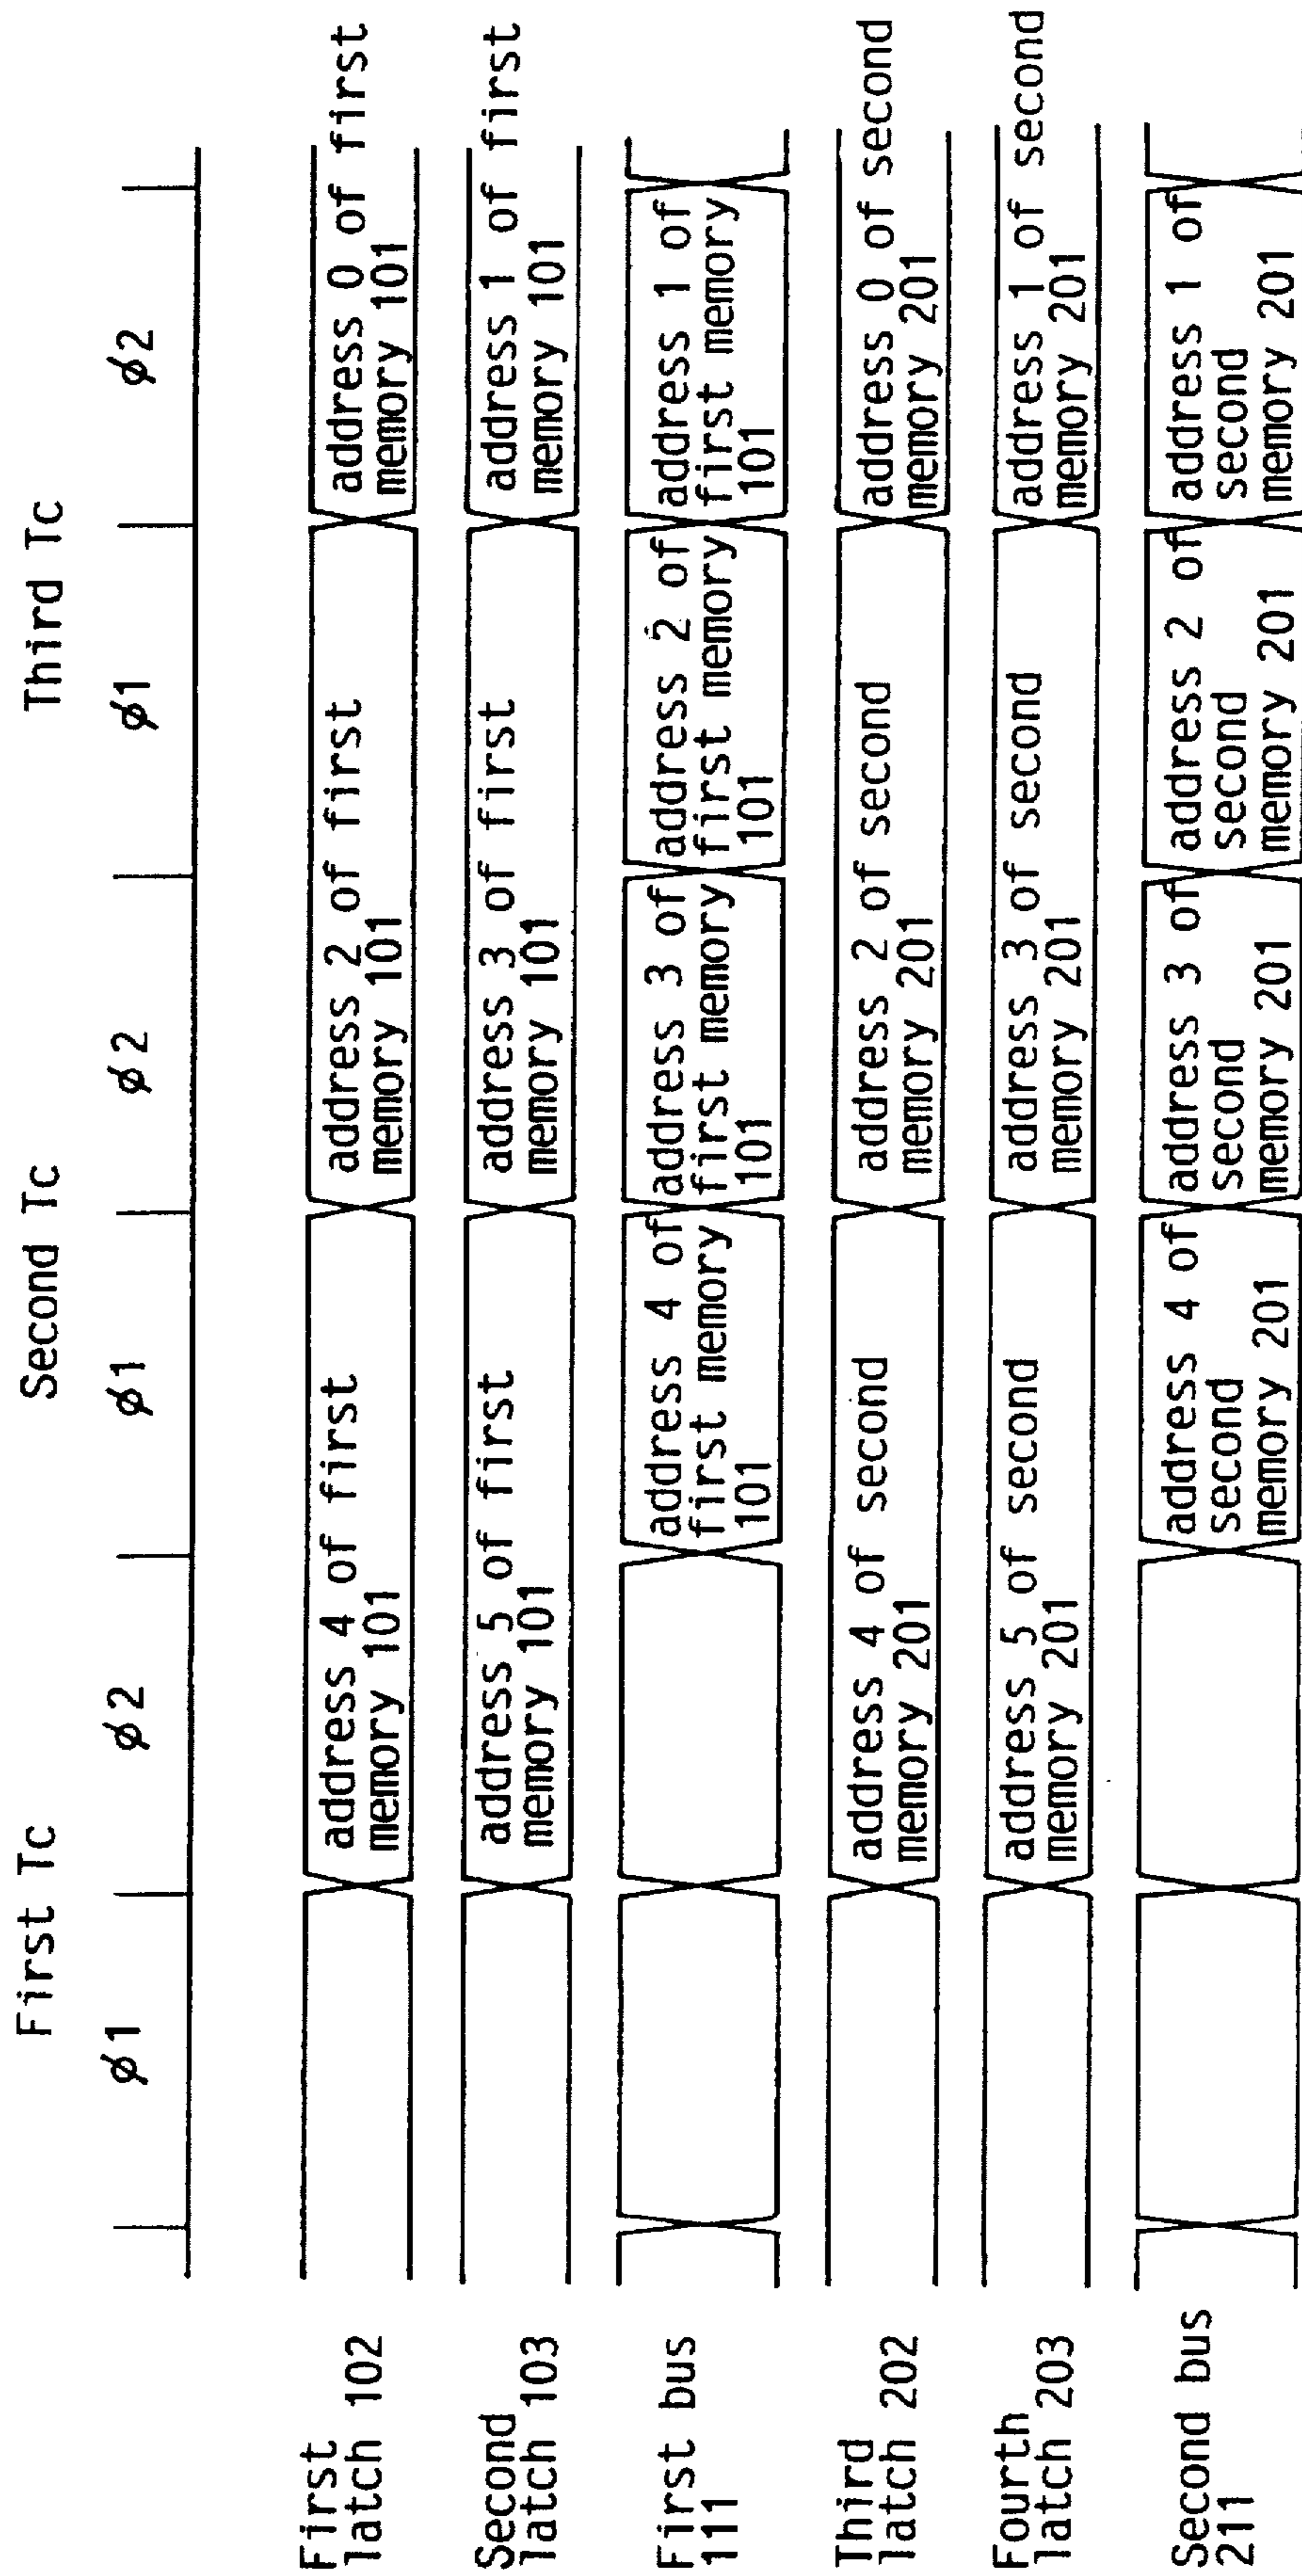 First Tc Second Tc Third Tc
ø1 ø2 ø1 ø2 ø1 ø2
First
latch 102
address 4 of first
memory 101
address 2 of first
memory 101
address 0 of first
memory 101
Second
latch 103
address 5 of first
memory 101
address 3 of first
memory 101
address 1 of first
memory 101
First bus
111
address 4 of
first memory
101
address 3 of
first memory
101
address 2 of
first memory
101
address 1 of
first memory
101
Third
latch 202
address 4 of second
memory 201
address 2 of second
memory 201
address 0 of second
memory 201
Fourth
latch 203
address 5 of second
memory 201
address 3 of second
memory 201
address 1 of second
memory 201
Second bus
211
address 4 of
second
memory 201
address 3 of
second
memory 201
address 2 of
second
memory 201
address 1 of
second
memory 201